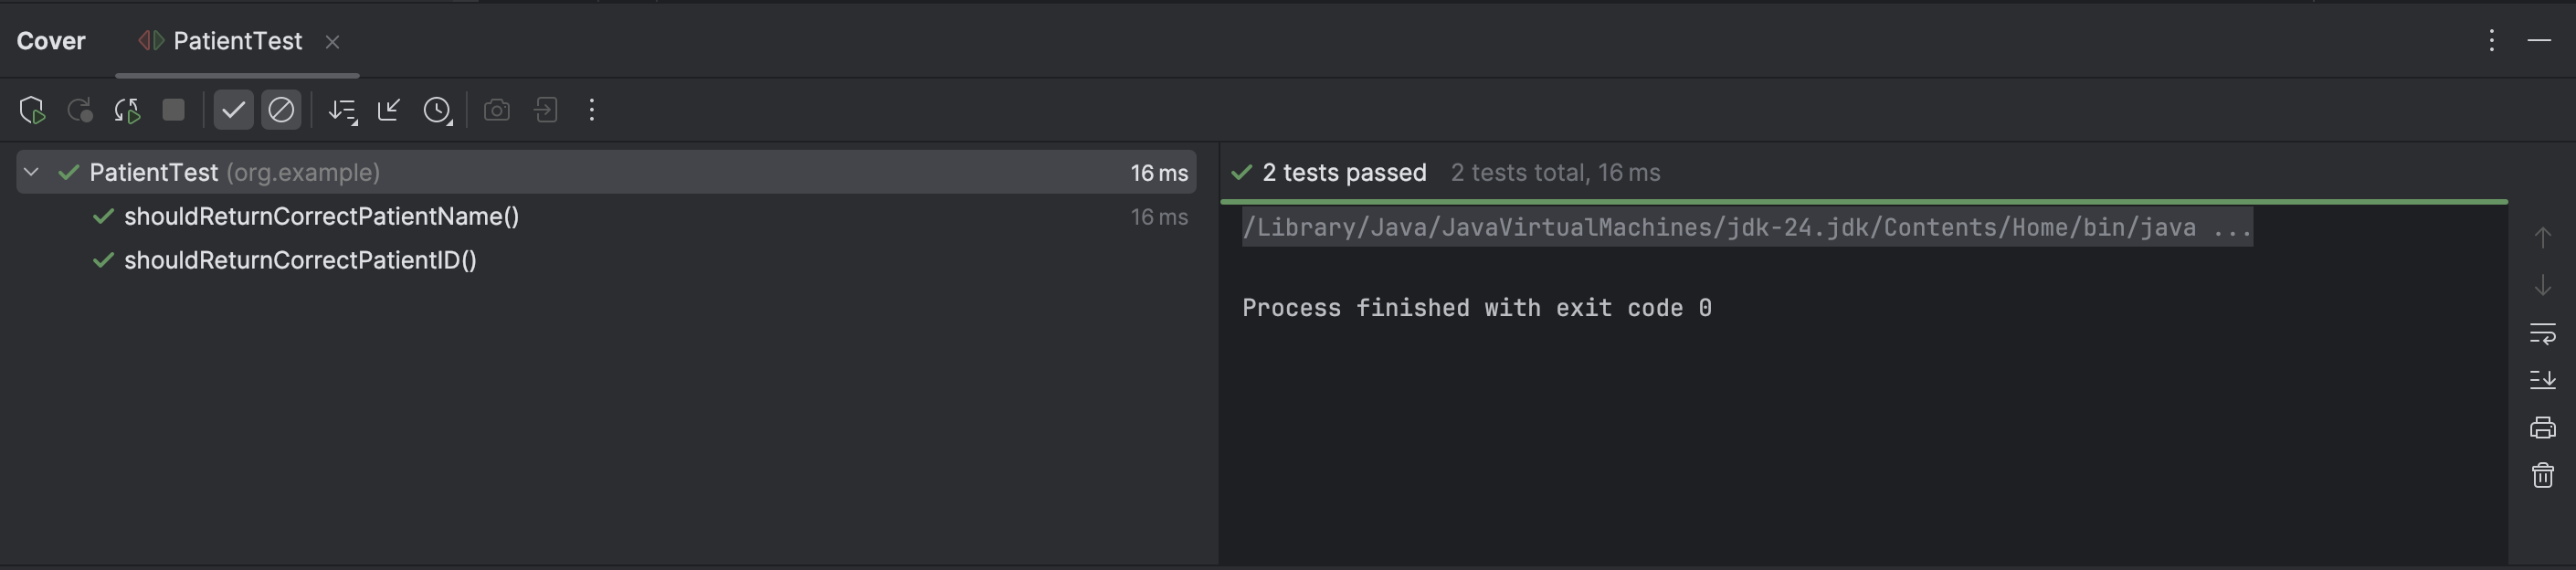 Cover PatientTest
PatientTest (org.example) 16 ms
shouldReturnCorrectPatientName() 16 ms
shouldReturnCorrectPatientID()
2 tests passed 2 tests total, 16 ms
/Library/Java/JavaVirtualMachines/jdk-24.jdk/Contents/Home/bin/java ...
Process finished with exit code 0